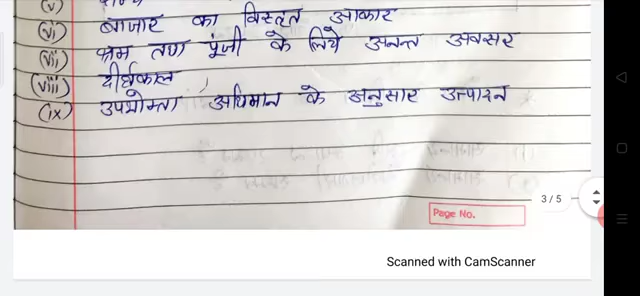 (v)
(vi) बाजार का विस्तृत आकार
(vii) श्रम तथा पूंजी के लिये अनन्त अवसर
(viii) दीर्घकाल
(ix) उपभोक्ता अधिमान के अनुसार उत्पादन
3 / 5
Page No.
Scanned with CamScanner